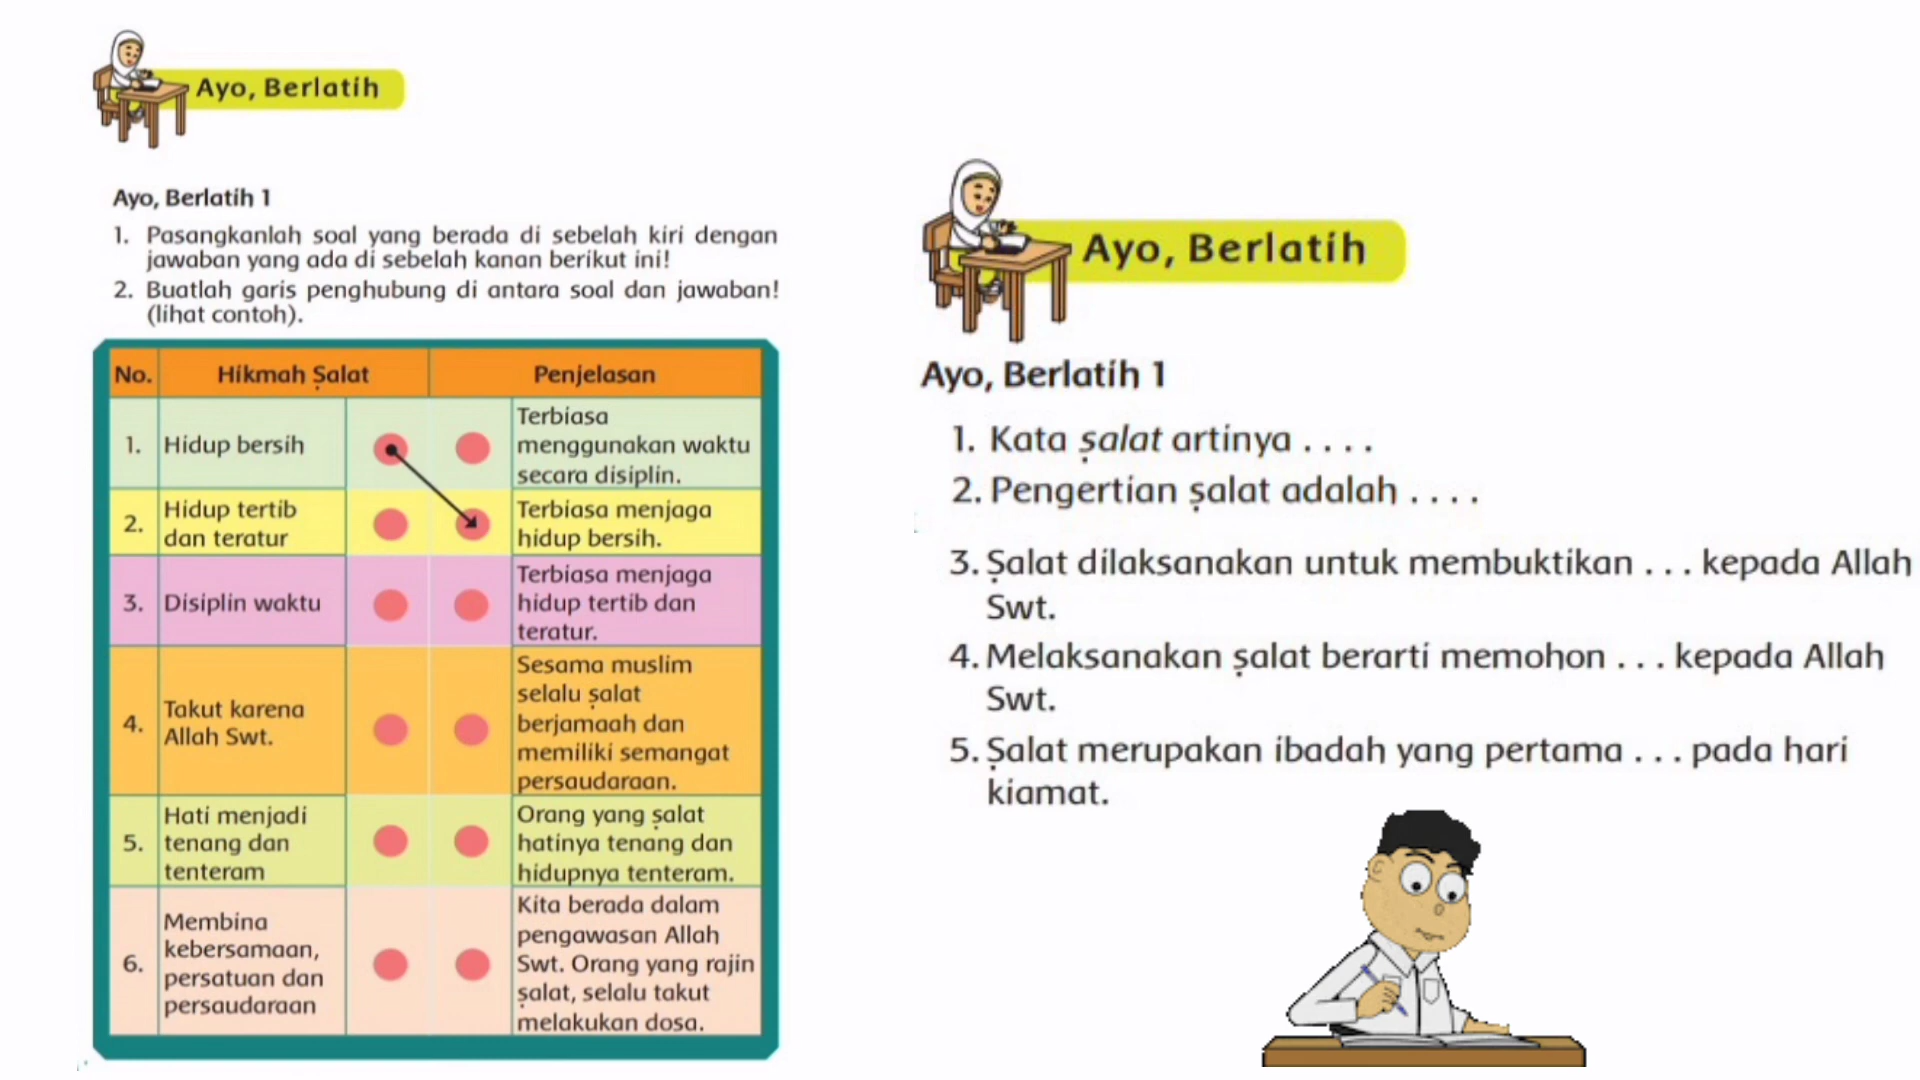 Ayo, Berlatih
Ayo, Berlatih 1
1. Pasangkanlah soal yang berada di sebelah kiri dengan
jawaban yang ada di sebelah kanan berikut ini!
2. Buatlah garis penghubung di antara soal dan jawaban!
(lihat contoh).
No. Hikmah Ṣalat Penjelasan
1. Hidup bersih
Terbiasa
menggunakan waktu
secara disiplin.
2. Hidup tertib
dan teratur
Terbiasa menjaga
hidup bersih.
3. Disiplin waktu
Terbiasa menjaga
hidup tertib dan
teratur.
4. Takut karena
Allah Swt.
Sesama muslim
selalu ṣalat
berjamaah dan
memiliki semangat
persaudaraan.
5. Hati menjadi
tenang dan
tenteram
Orang yang ṣalat
hatinya tenang dan
hidupnya tenteram.
6. Membina
kebersamaan,
persatuan dan
persaudaraan
Kita berada dalam
pengawasan Allah
Swt. Orang yang rajin
ṣalat, selalu takut
melakukan dosa.
Ayo, Berlatih
Ayo, Berlatih 1
1. Kata ṣalat artinya . . . .
2. Pengertian ṣalat adalah . . . .
3. Ṣalat dilaksanakan untuk membuktikan . . . kepada Allah
Swt.
4. Melaksanakan ṣalat berarti memohon . . . kepada Allah
Swt.
5. Ṣalat merupakan ibadah yang pertama . . . pada hari
kiamat.